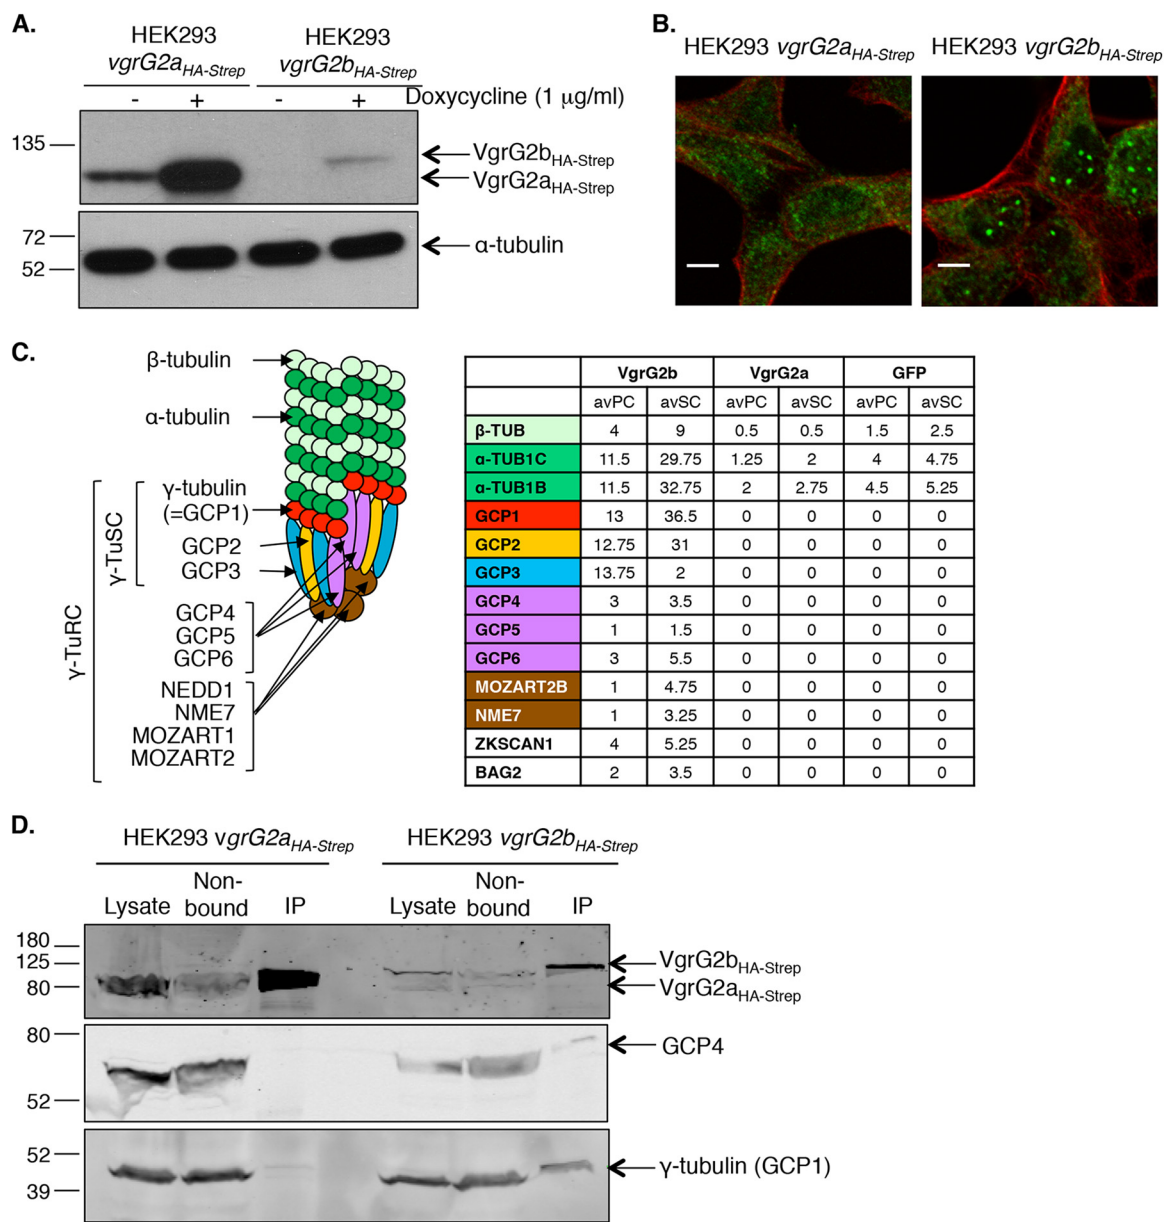 A.
HEK293
vgrG2aHA-Strep
HEK293
vgrG2bHA-Strep
- + - + Doxycycline (1 µg/ml)
135
VgrG2bHA-Strep
VgrG2aHA-Strep
72
52
α-tubulin
B.
HEK293 vgrG2aHA-Strep
HEK293 vgrG2bHA-Strep
C.
β-tubulin
α-tubulin
γ-tubulin
(=GCP1)
GCP2
GCP3
γ-TuSC
GCP4
GCP5
GCP6
γ-TuRC
NEDD1
NME7
MOZART1
MOZART2
VgrG2b VgrG2a GFP
avPC avSC avPC avSC avPC avSC
β-TUB 4 9 0.5 0.5 1.5 2.5
α-TUB1C 11.5 29.75 1.25 2 4 4.75
α-TUB1B 11.5 32.75 2 2.75 4.5 5.25
GCP1 13 36.5 0 0 0 0
GCP2 12.75 31 0 0 0 0
GCP3 13.75 2 0 0 0 0
GCP4 3 3.5 0 0 0 0
GCP5 1 1.5 0 0 0 0
GCP6 3 5.5 0 0 0 0
MOZART2B 1 4.75 0 0 0 0
NME7 1 3.25 0 0 0 0
ZKSCAN1 4 5.25 0 0 0 0
BAG2 2 3.5 0 0 0 0
D.
HEK293 vgrG2aHA-Strep
HEK293 vgrG2bHA-Strep
Lysate
Non-
bound
IP
Lysate
Non-
bound
IP
180
125
80
VgrG2bHA-Strep
VgrG2aHA-Strep
80
52
GCP4
52
39
γ-tubulin (GCP1)